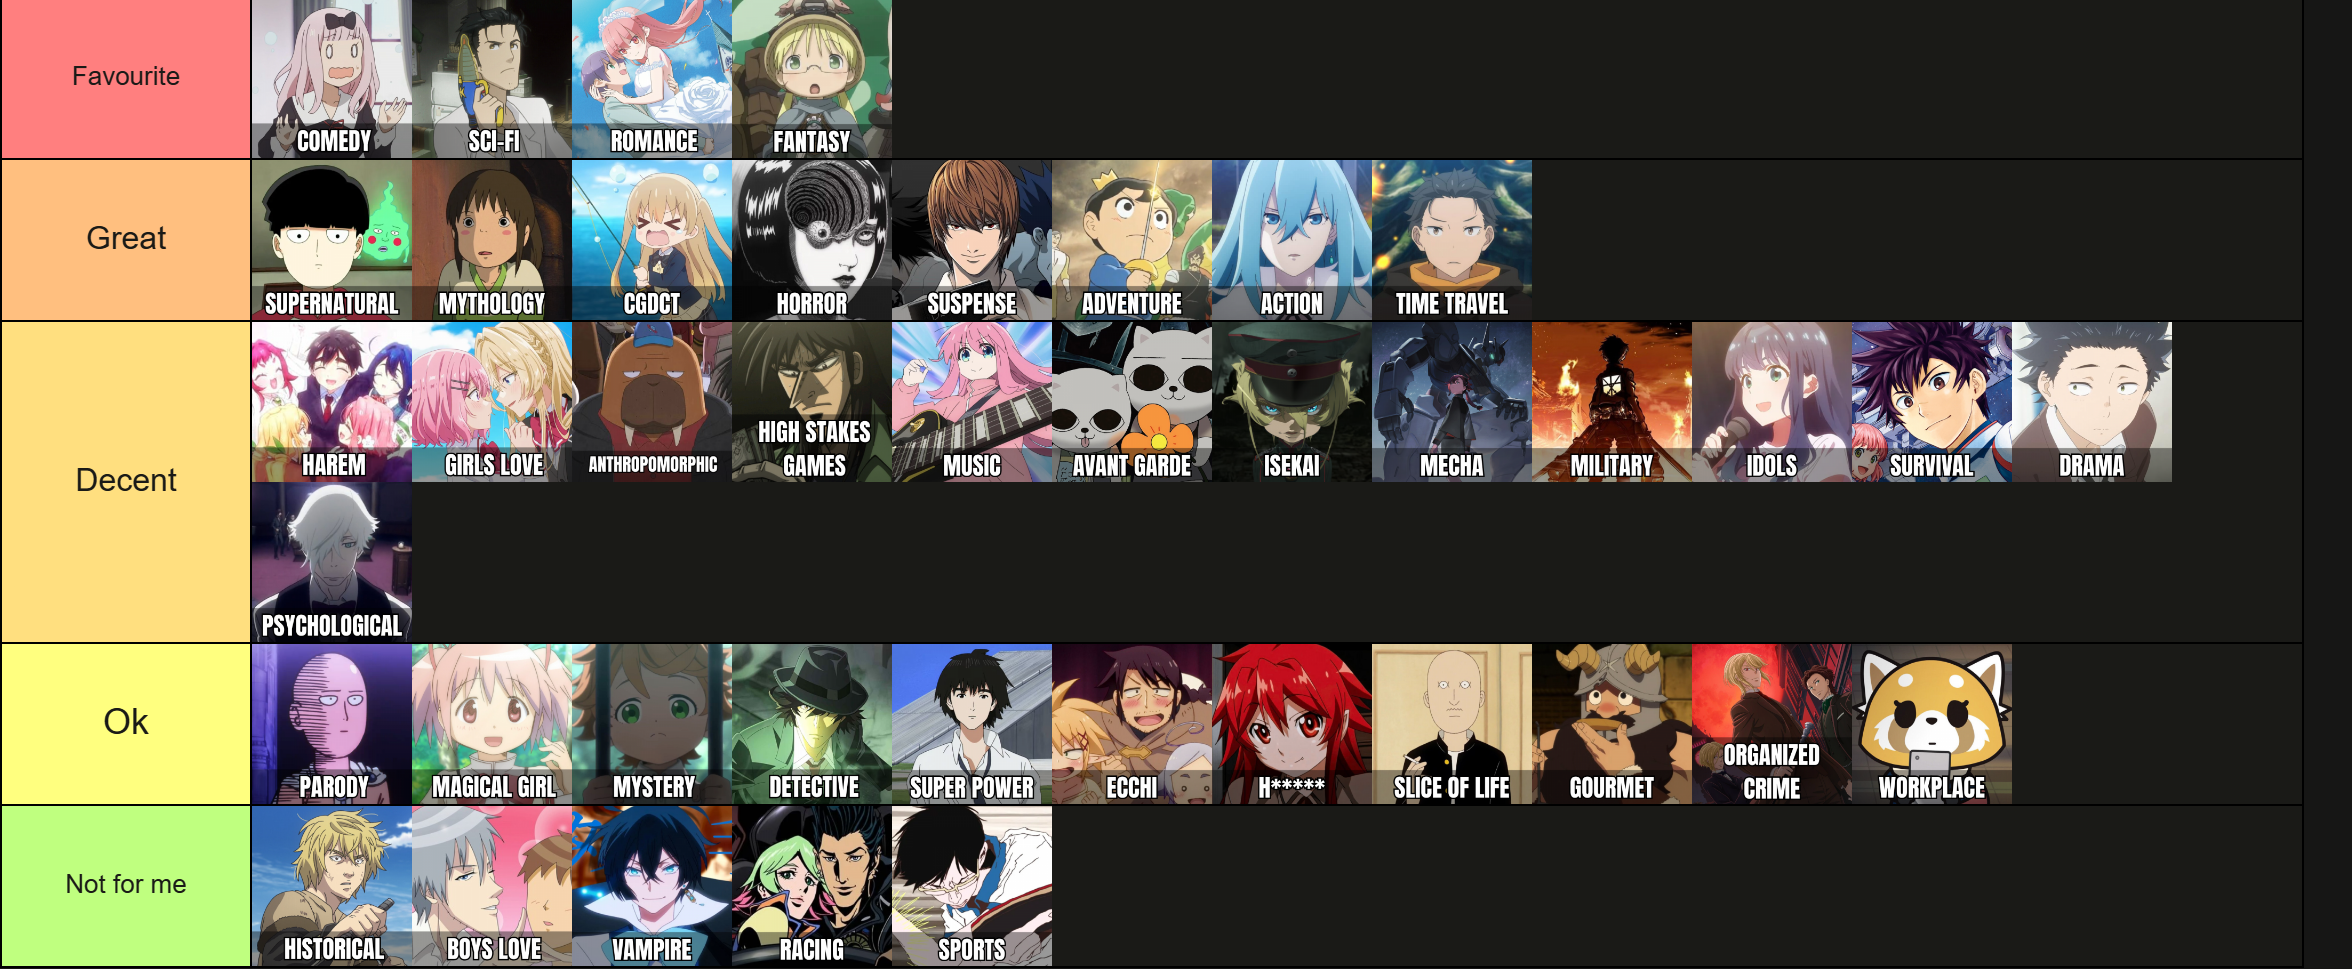 Favourite
COMEDY
SCI-FI
ROMANCE
FANTASY
Great
SUPERNATURAL
MYTHOLOGY
CGDCT
HORROR
SUSPENSE
ADVENTURE
ACTION
TIME TRAVEL
Decent
HAREM
GIRLS LOVE
ANTHROPOMORPHIC
HIGH STAKES
GAMES
MUSIC
AVANT GARDE
ISEKAI
MECHA
MILITARY
IDOLS
SURVIVAL
DRAMA
PSYCHOLOGICAL
Ok
PARODY
MAGICAL GIRL
MYSTERY
DETECTIVE
SUPER POWER
ECCHI
H*****
SLICE OF LIFE
GOURMET
ORGANIZED
CRIME
WORKPLACE
Not for me
HISTORICAL
BOYS LOVE
VAMPIRE
RACING
SPORTS